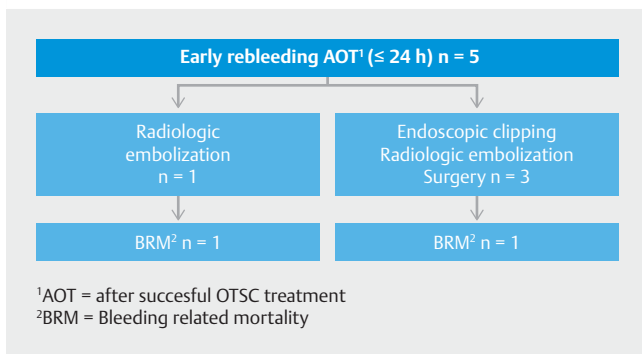 Early rebleeding AOT¹ (≤ 24 h) n = 5
Radiologic
embolization
n = 1
Endoscopic clipping
Radiologic embolization
Surgery n = 3
BRM² n = 1
BRM² n = 1
¹AOT = after succesful OTSC treatment
²BRM = Bleeding related mortality